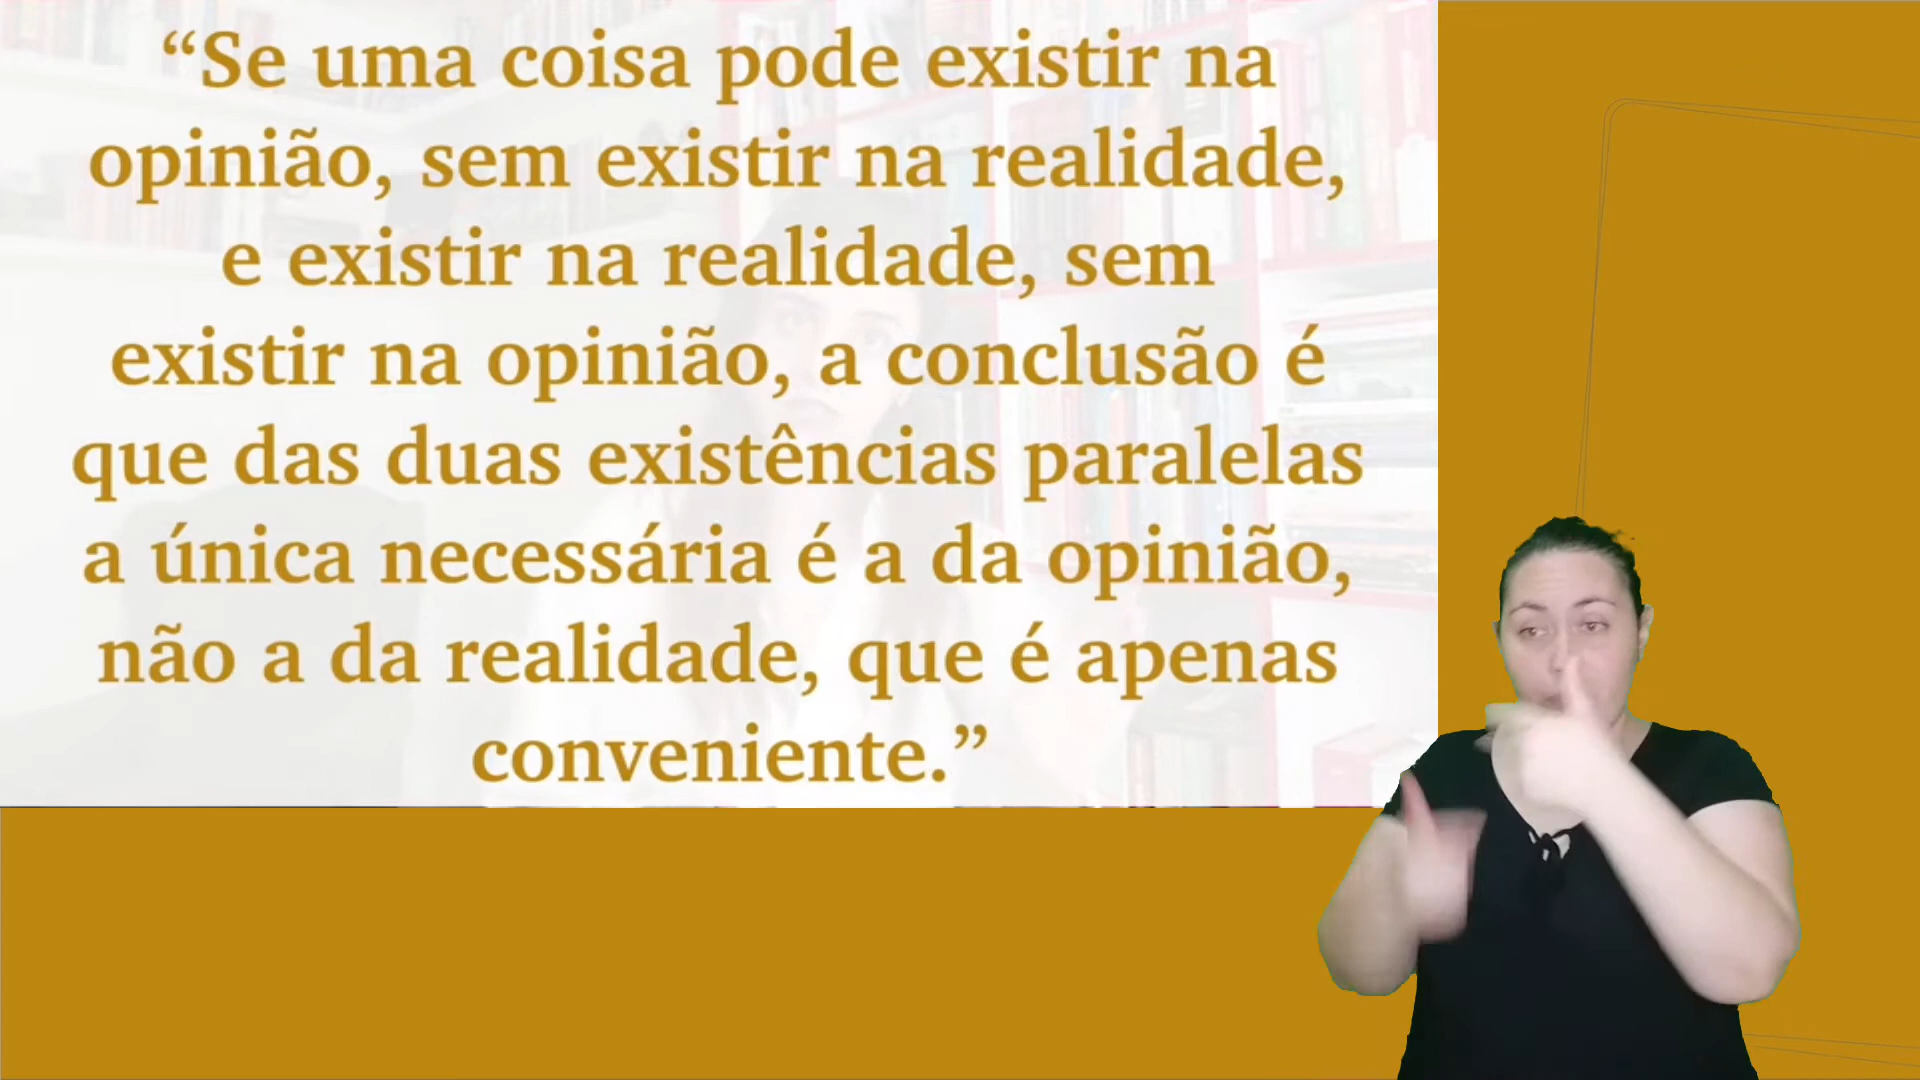 “Se uma coisa pode existir na
opinião, sem existir na realidade,
e existir na realidade, sem
existir na opinião, a conclusão é
que das duas existências paralelas
a única necessária é a da opinião,
não a da realidade, que é apenas
conveniente.”